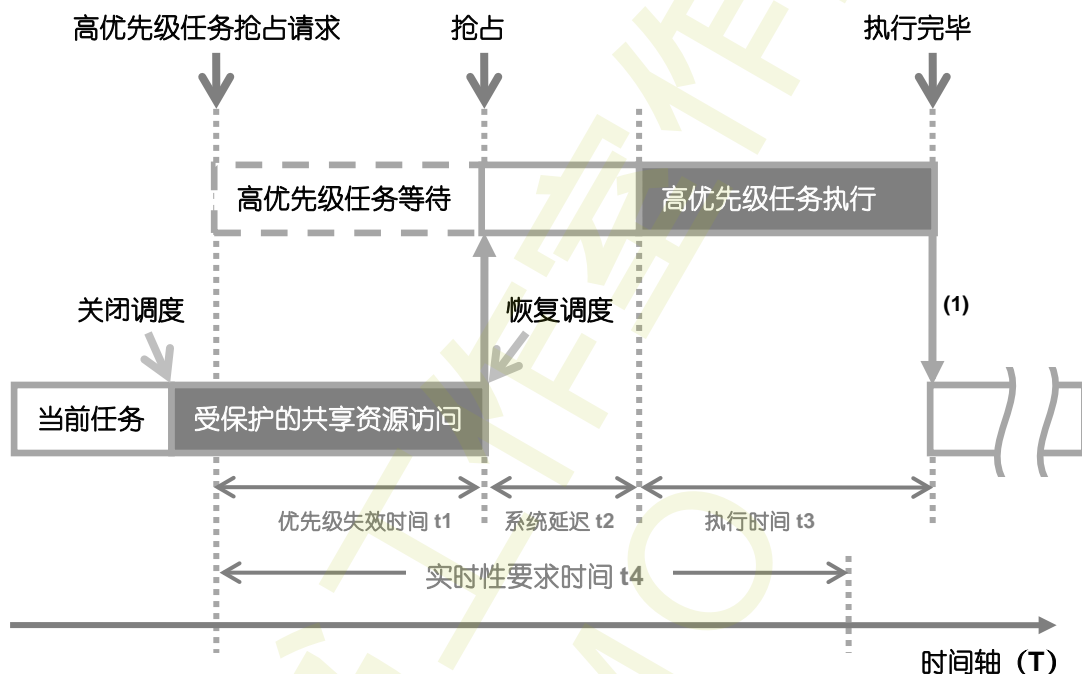 高优先级任务抢占请求
抢占
执行完毕
高优先级任务等待
高优先级任务执行
关闭调度
恢复调度
(1)
当前任务
受保护的共享资源访问
优先级失效时间 t1
系统延迟 t2
执行时间 t3
实时性要求时间 t4
时间轴（T）